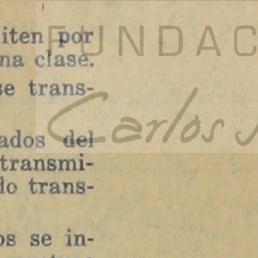 iten por
na clase.
se trans-
ados del
transmi-
do trans-
os se in-
FUNDAC
Carlos